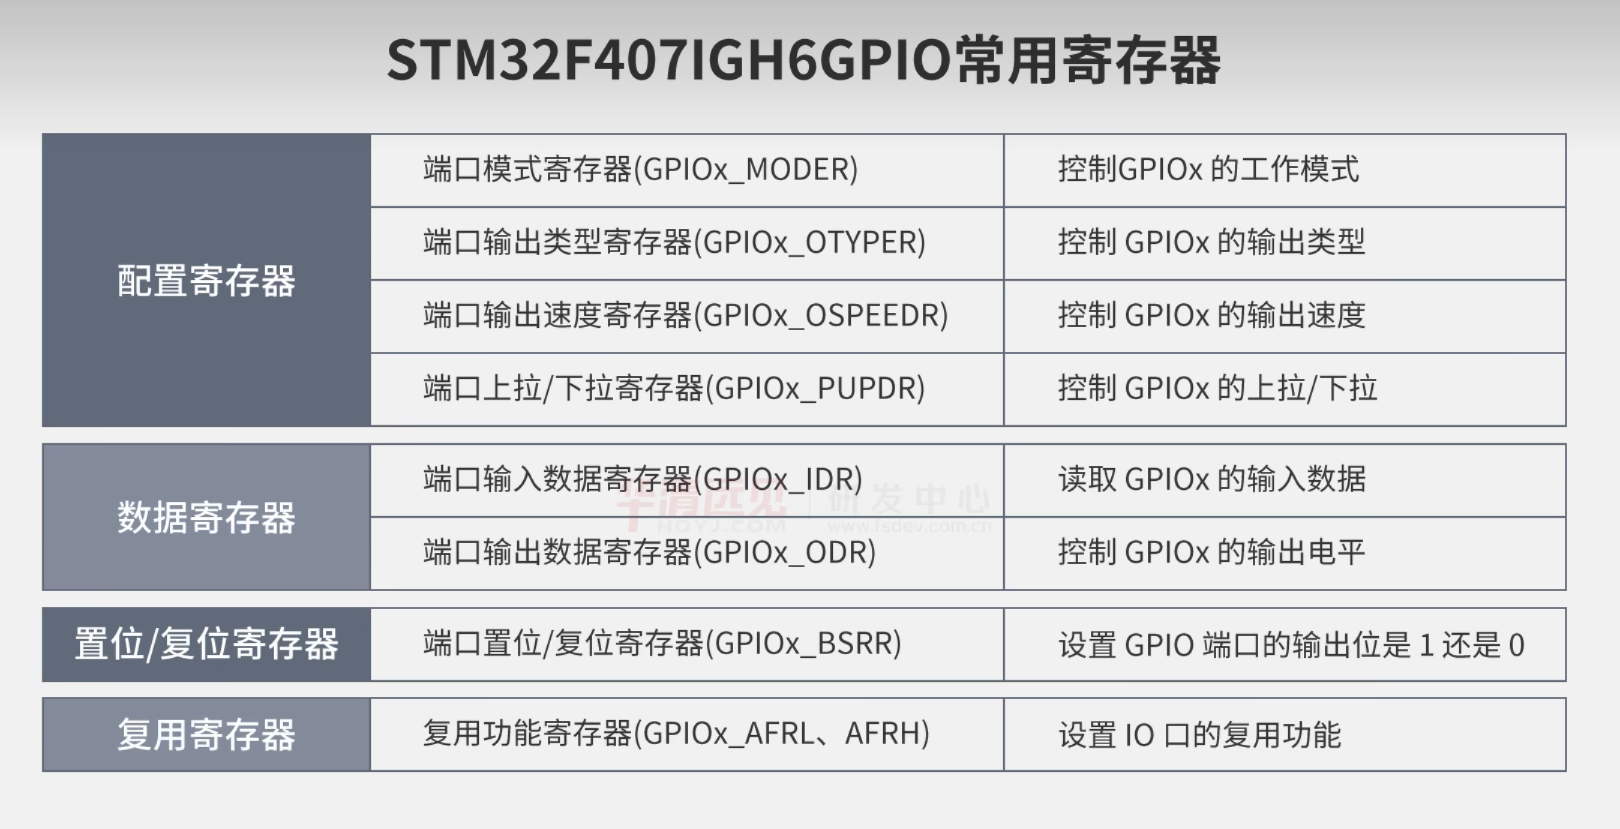 STM32F407IGH6GPIO常用寄存器
配置寄存器
端口模式寄存器(GPIOx_MODER)
控制GPIOx 的工作模式
端口输出类型寄存器(GPIOx_OTYPER)
控制 GPIOx 的输出类型
端口输出速度寄存器(GPIOx_OSPEEDR)
控制 GPIOx 的输出速度
端口上拉/下拉寄存器(GPIOx_PUPDR)
控制 GPIOx 的上拉/下拉
数据寄存器
端口输入数据寄存器(GPIOx_IDR)
读取 GPIOx 的输入数据
华清远见 研发中心
HQYJ.COM www.fsdev.com.cn
端口输出数据寄存器(GPIOx_ODR)
控制 GPIOx 的输出电平
置位/复位寄存器
端口置位/复位寄存器(GPIOx_BSRR)
设置 GPIO 端口的输出位是 1 还是 0
复用寄存器
复用功能寄存器(GPIOx_AFRL、AFRH)
设置 IO 口的复用功能